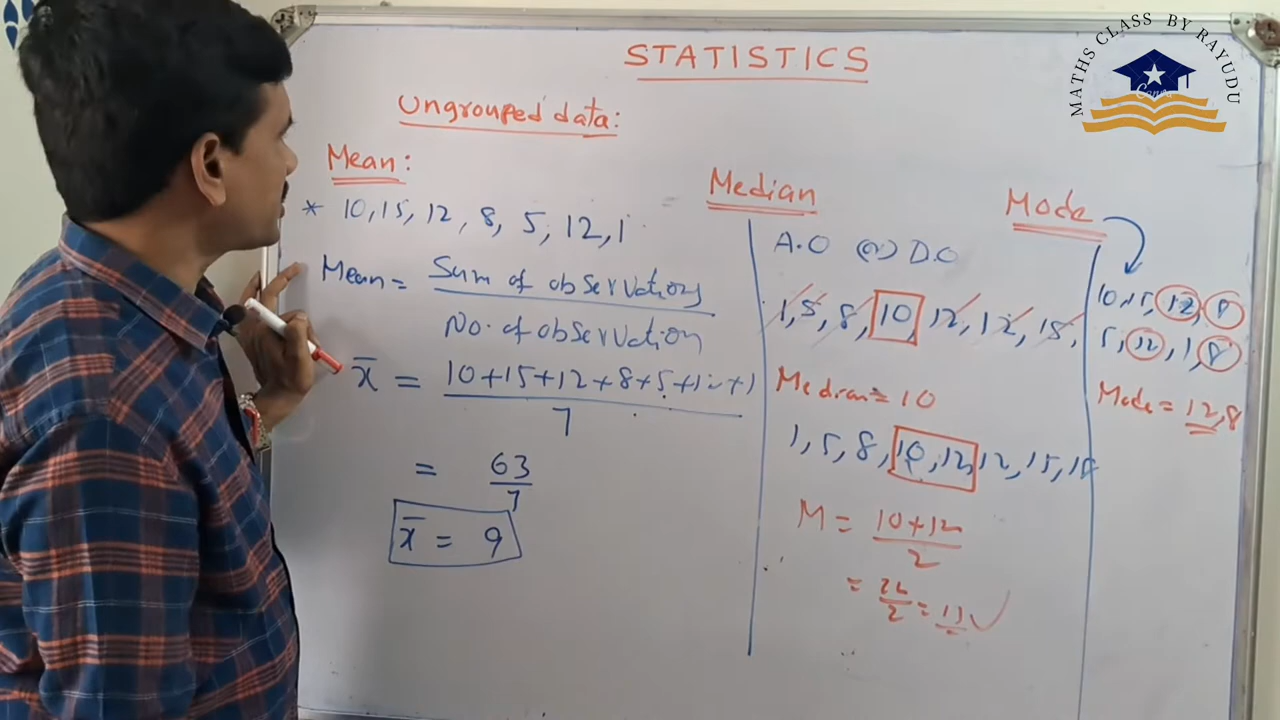 MATHS CLASS BY RAYUDU
STATISTICS
Ungrouped data:
Mean:
* 10, 15, 12, 8, 5, 12, 1
Mean = Sum of observations
No. of observation
x̄ = 10+15+12+8+5+12+1
7
= 63
7
x̄ = 9
Median
A.O (or) D.O
1, 5, 8, 10, 12, 12, 15,
Median = 10
1, 5, 8, 10, 12, 12, 15, 15
M = 10+12
2
= 22
2 = 11 ✓
Mode
10, 15, 12, 8
5, 12, 1, 8
Mode = 12, 8